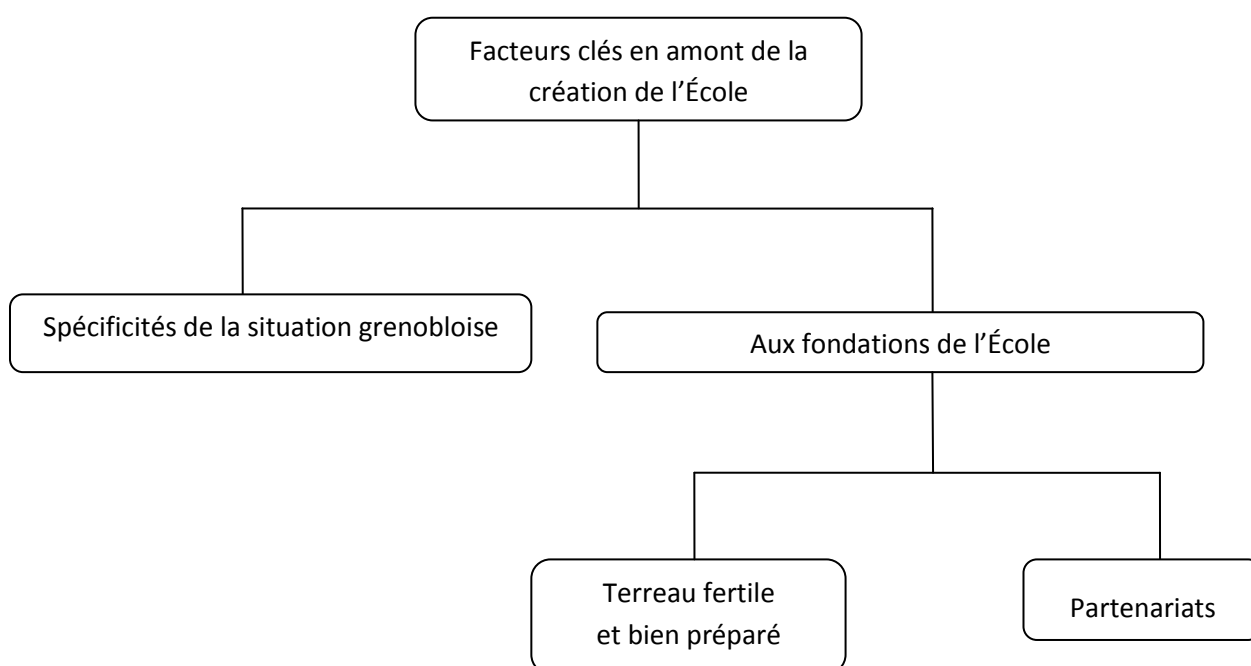 Facteurs clés en amont de la
création de l’École
Spécificités de la situation grenobloise
Aux fondations de l’École
Terreau fertile
et bien préparé
Partenariats